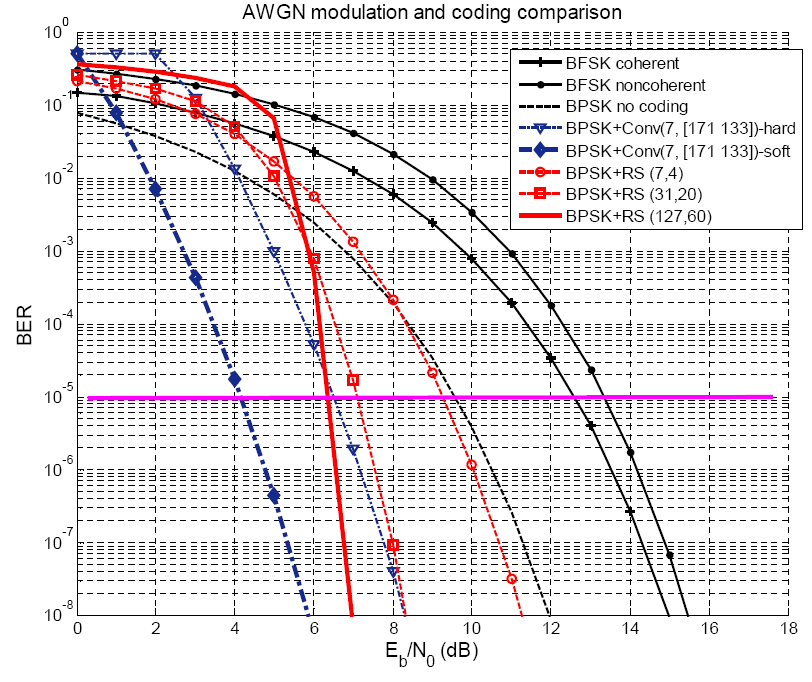 AWGN modulation and coding comparison
10^0
10^-1
10^-2
10^-3
10^-4
10^-5
10^-6
10^-7
10^-8
BER
BFSK coherent
BFSK noncoherent
BPSK no coding
BPSK+Conv(7, [171 133])-hard
BPSK+Conv(7, [171 133])-soft
BPSK+RS (7,4)
BPSK+RS (31,20)
BPSK+RS (127,60)
0 2 4 6 8 10 12 14 16 18
E_b/N_0 (dB)